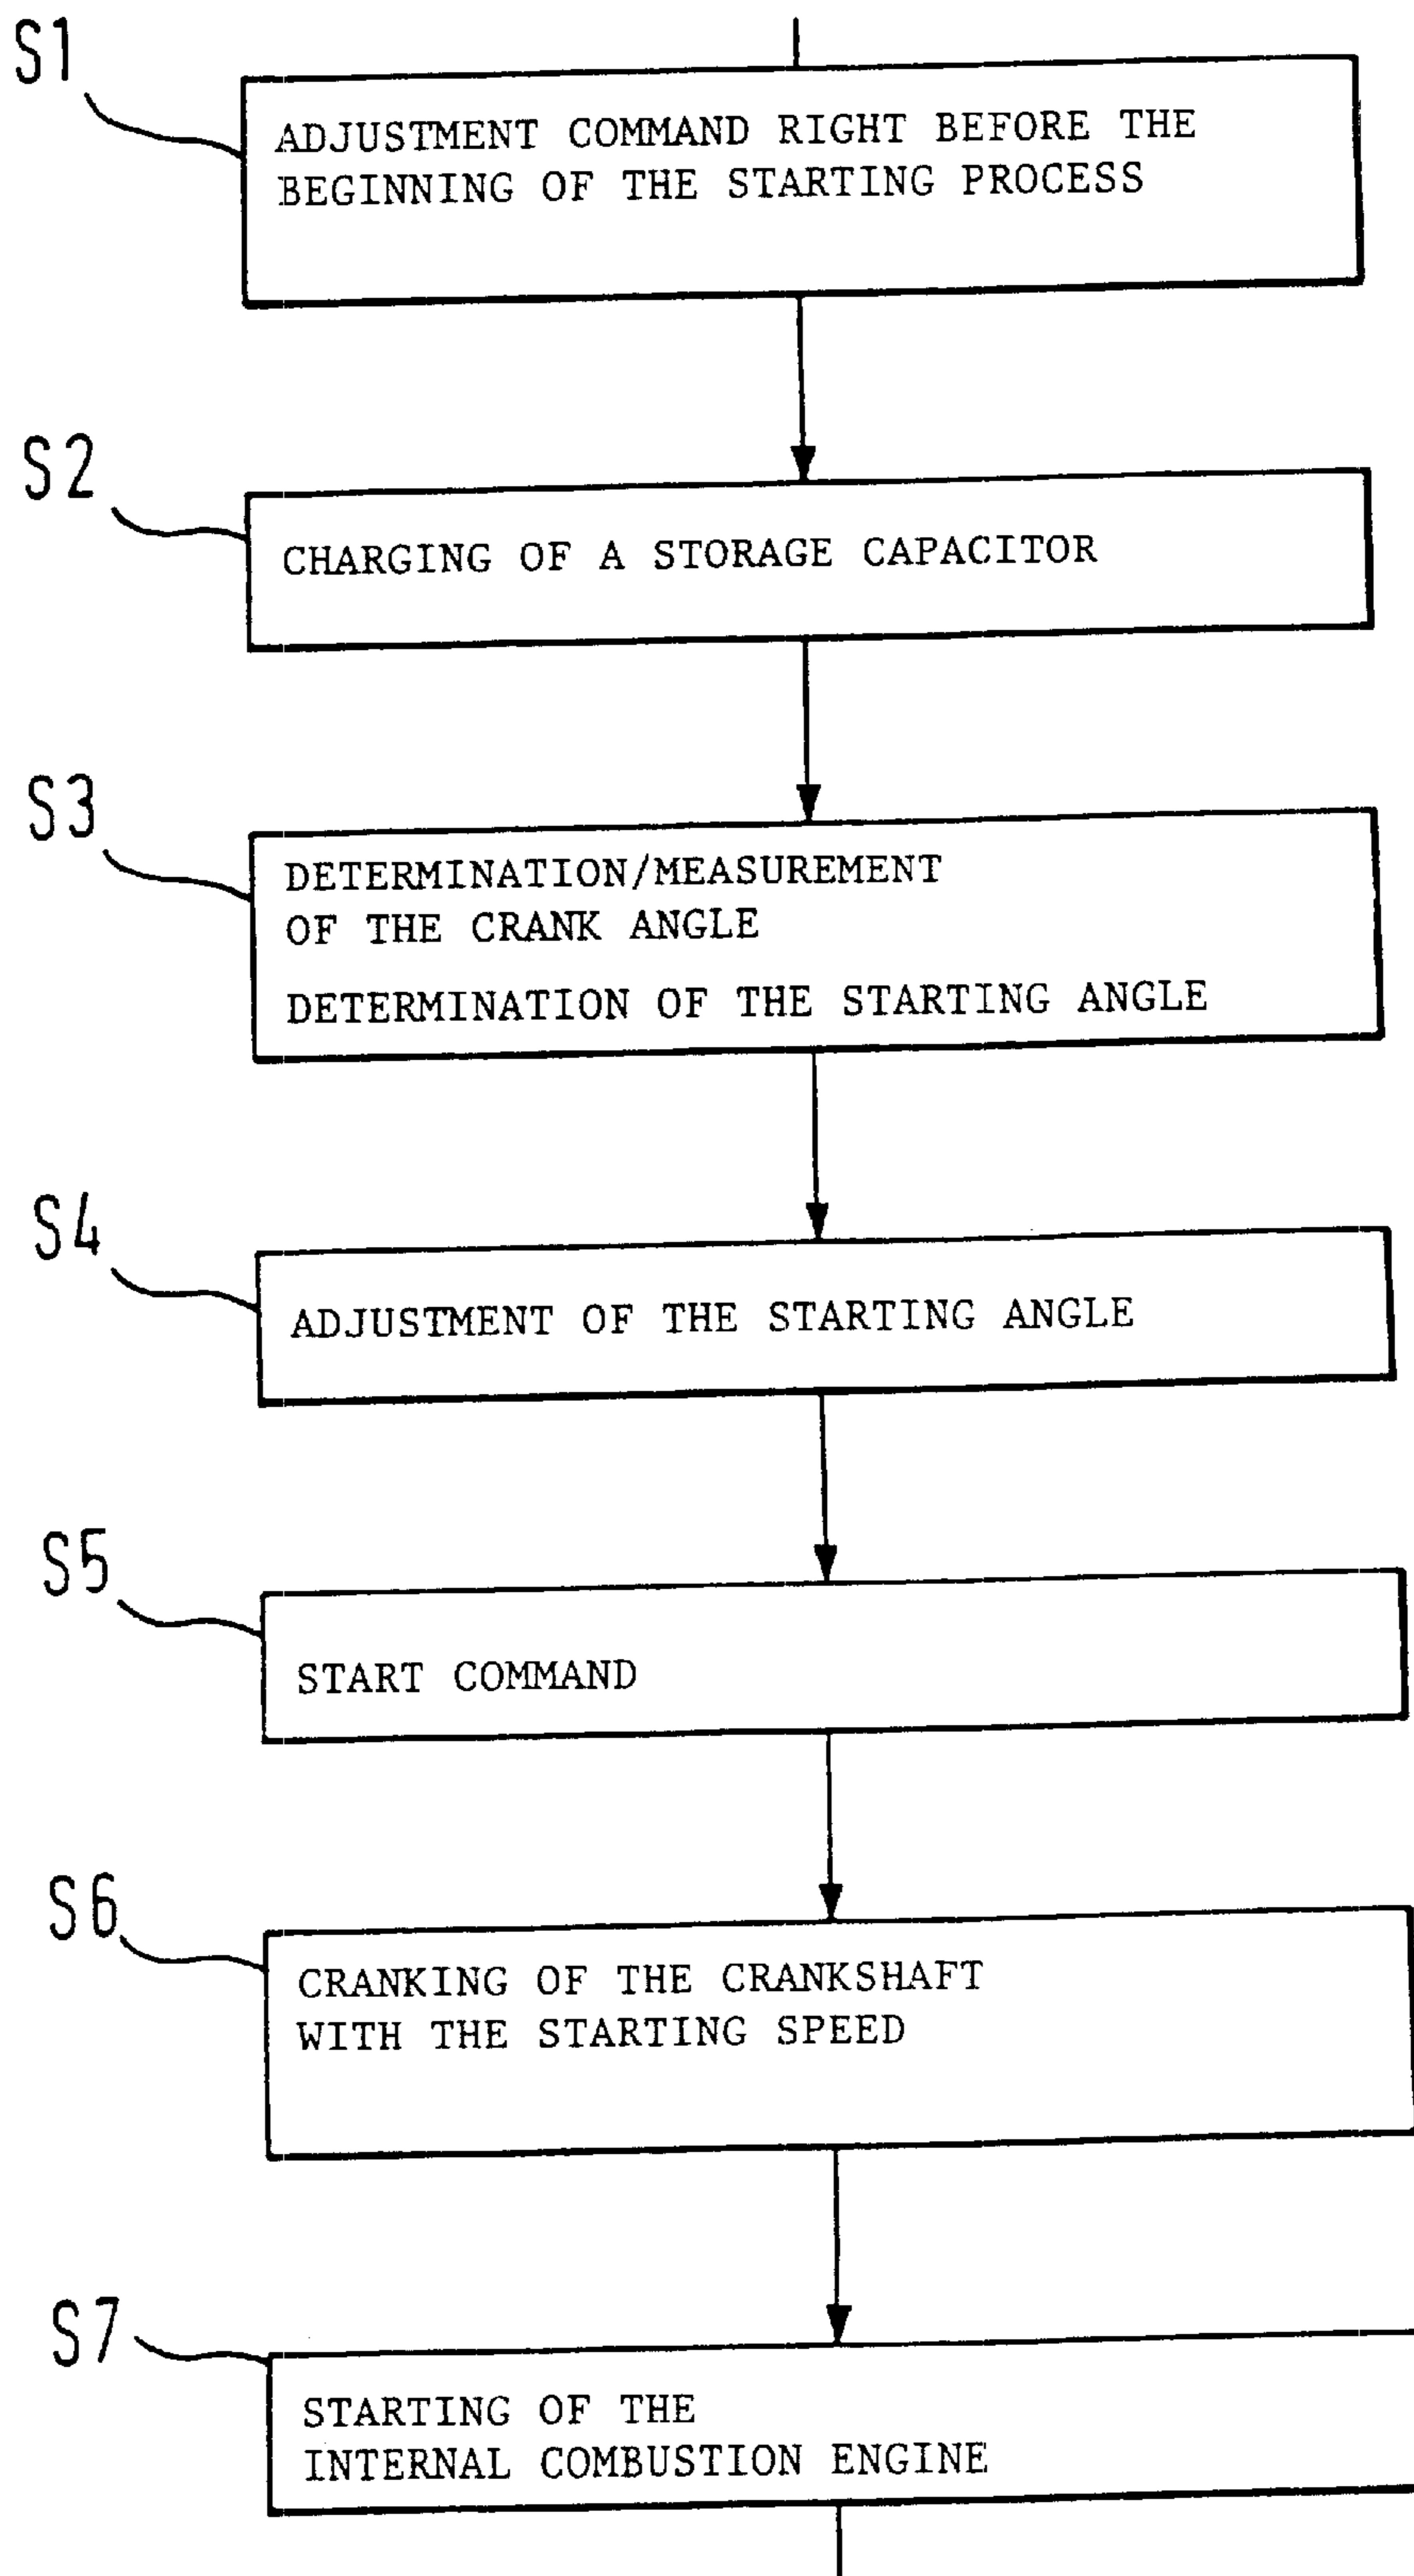 S1
ADJUSTMENT COMMAND RIGHT BEFORE THE
BEGINNING OF THE STARTING PROCESS
S2
CHARGING OF A STORAGE CAPACITOR
S3
DETERMINATION/MEASUREMENT
OF THE CRANK ANGLE
DETERMINATION OF THE STARTING ANGLE
S4
ADJUSTMENT OF THE STARTING ANGLE
S5
START COMMAND
S6
CRANKING OF THE CRANKSHAFT
WITH THE STARTING SPEED
S7
STARTING OF THE
INTERNAL COMBUSTION ENGINE